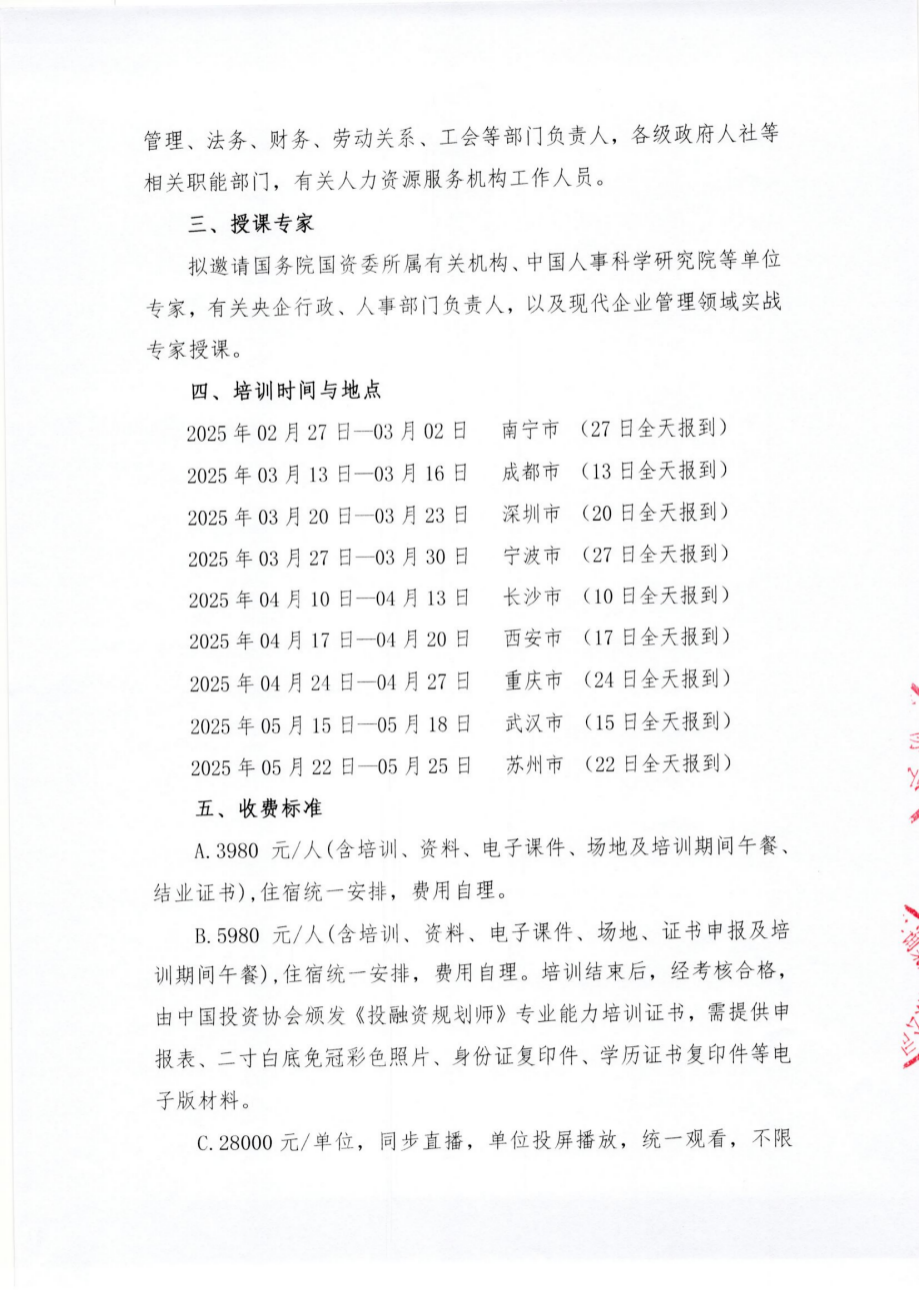 管理、法务、财务、劳动关系、工会等部门负责人，各级政府人社等
相关职能部门，有关人力资源服务机构工作人员。
三、授课专家
拟邀请国务院国资委所属有关机构、中国人事科学研究院等单位
专家，有关央企行政、人事部门负责人，以及现代企业管理领域实战
专家授课。
四、培训时间与地点
2025年02月27日—03月02日 南宁市 （27日全天报到）
2025年03月13日—03月16日 成都市 （13日全天报到）
2025年03月20日—03月23日 深圳市 （20日全天报到）
2025年03月27日—03月30日 宁波市 （27日全天报到）
2025年04月10日—04月13日 长沙市 （10日全天报到）
2025年04月17日—04月20日 西安市 （17日全天报到）
2025年04月24日—04月27日 重庆市 （24日全天报到）
2025年05月15日—05月18日 武汉市 （15日全天报到）
2025年05月22日—05月25日 苏州市 （22日全天报到）
五、收费标准
A.3980 元/人(含培训、资料、电子课件、场地及培训期间午餐、
结业证书),住宿统一安排，费用自理。
B.5980 元/人(含培训、资料、电子课件、场地、证书申报及培
训期间午餐),住宿统一安排，费用自理。培训结束后，经考核合格，
由中国投资协会颁发《投融资规划师》专业能力培训证书，需提供申
报表、二寸白底免冠彩色照片、身份证复印件、学历证书复印件等电
子版材料。
C.28000 元/单位，同步直播，单位投屏播放，统一观看，不限